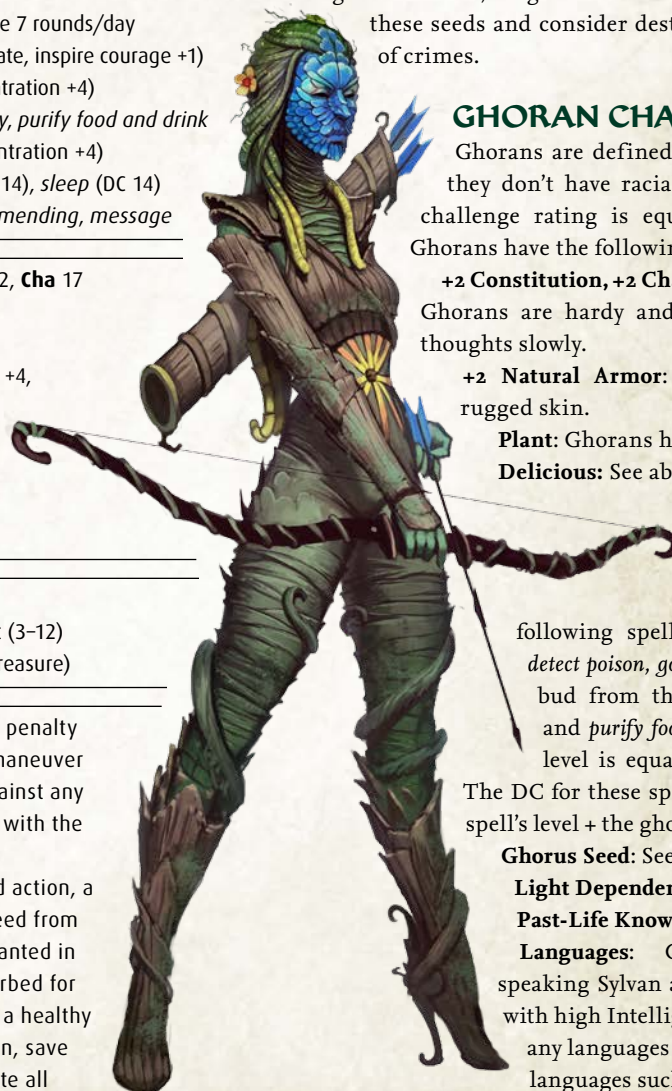 e 7 rounds/day
ate, inspire courage +1)
ntration +4)
y, purify food and drink
ntration +4)
14), sleep (DC 14)
mending, message
2, Cha 17
+4,
t (3–12)
reasure)
penalty
maneuver
ainst any
with the
d action, a
eed from
anted in
rbed for
a healthy
n, save
te all
these seeds and consider dest
of crimes.
GHORAN CHA
Ghorans are defined
they don't have racia
challenge rating is equ
Ghorans have the followin
+2 Constitution, +2 Ch
Ghorans are hardy and
thoughts slowly.
+2 Natural Armor:
rugged skin.
Plant: Ghorans h
Delicious: See ab
following spell
detect poison, go
bud from th
and purify foo
level is equa
The DC for these sp
spell's level + the gho
Ghorus Seed: See
Light Depender
Past-Life Know
Languages:
speaking Sylvan a
with high Intelli
any languages
languages suc